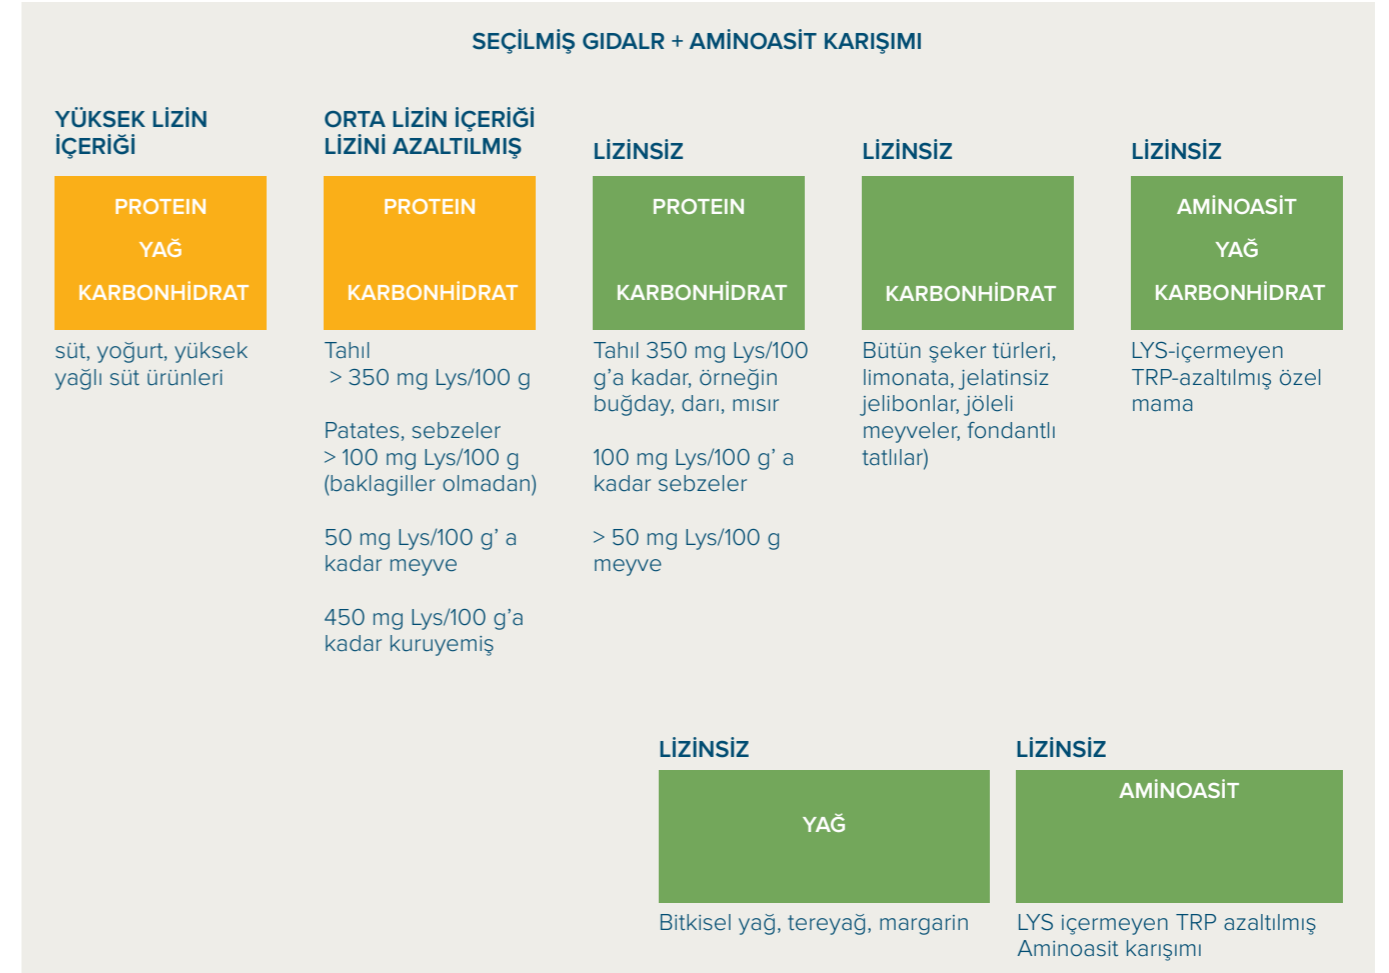 SEÇİLMİŞ GIDALR + AMİNOASİT KARIŞIMI
YÜKSEK LİZİN
İÇERİĞİ
PROTEIN
YAĞ
KARBONHİDRAT
süt, yoğurt, yüksek
yağlı süt ürünleri
ORTA LİZİN İÇERİĞİ
LİZİNİ AZALTILMIŞ
PROTEIN
KARBONHİDRAT
Tahıl
> 350 mg Lys/100 g
Patates, sebzeler
> 100 mg Lys/100 g
(baklagiller olmadan)
50 mg Lys/100 g’ a
kadar meyve
450 mg Lys/100 g’a
kadar kuruyemiş
LİZİNSİZ
PROTEIN
KARBONHİDRAT
Tahıl 350 mg Lys/100
g’a kadar, örneğin
buğday, darı, mısır
100 mg Lys/100 g’ a
kadar sebzeler
> 50 mg Lys/100 g
meyve
LİZİNSİZ
KARBONHİDRAT
Bütün şeker türleri,
limonata, jelatinsiz
jelibonlar, jöleli
meyveler, fondantlı
tatlılar)
LİZİNSİZ
AMİNOASİT
YAĞ
KARBONHİDRAT
LYS-içermeyen
TRP-azaltılmış özel
mama
LİZİNSİZ
YAĞ
Bitkisel yağ, tereyağ, margarin
LİZİNSİZ
AMİNOASİT
LYS içermeyen TRP azaltılmış
Aminoasit karışımı